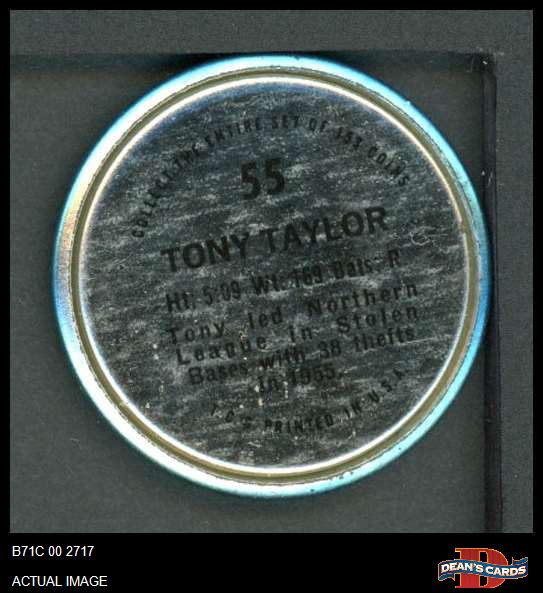 COLLECT THE ENTIRE SET OF 153 COINS
55
TONY TAYLOR
Ht. 5:09 Wt. 169 Bats: R
Tony led Northern
League in Stolen
Bases with 38 thefts
in 1955.
T.C.G. PRINTED IN U.S.A.
B71C 00 2717
ACTUAL IMAGE
DEAN'S CARDS